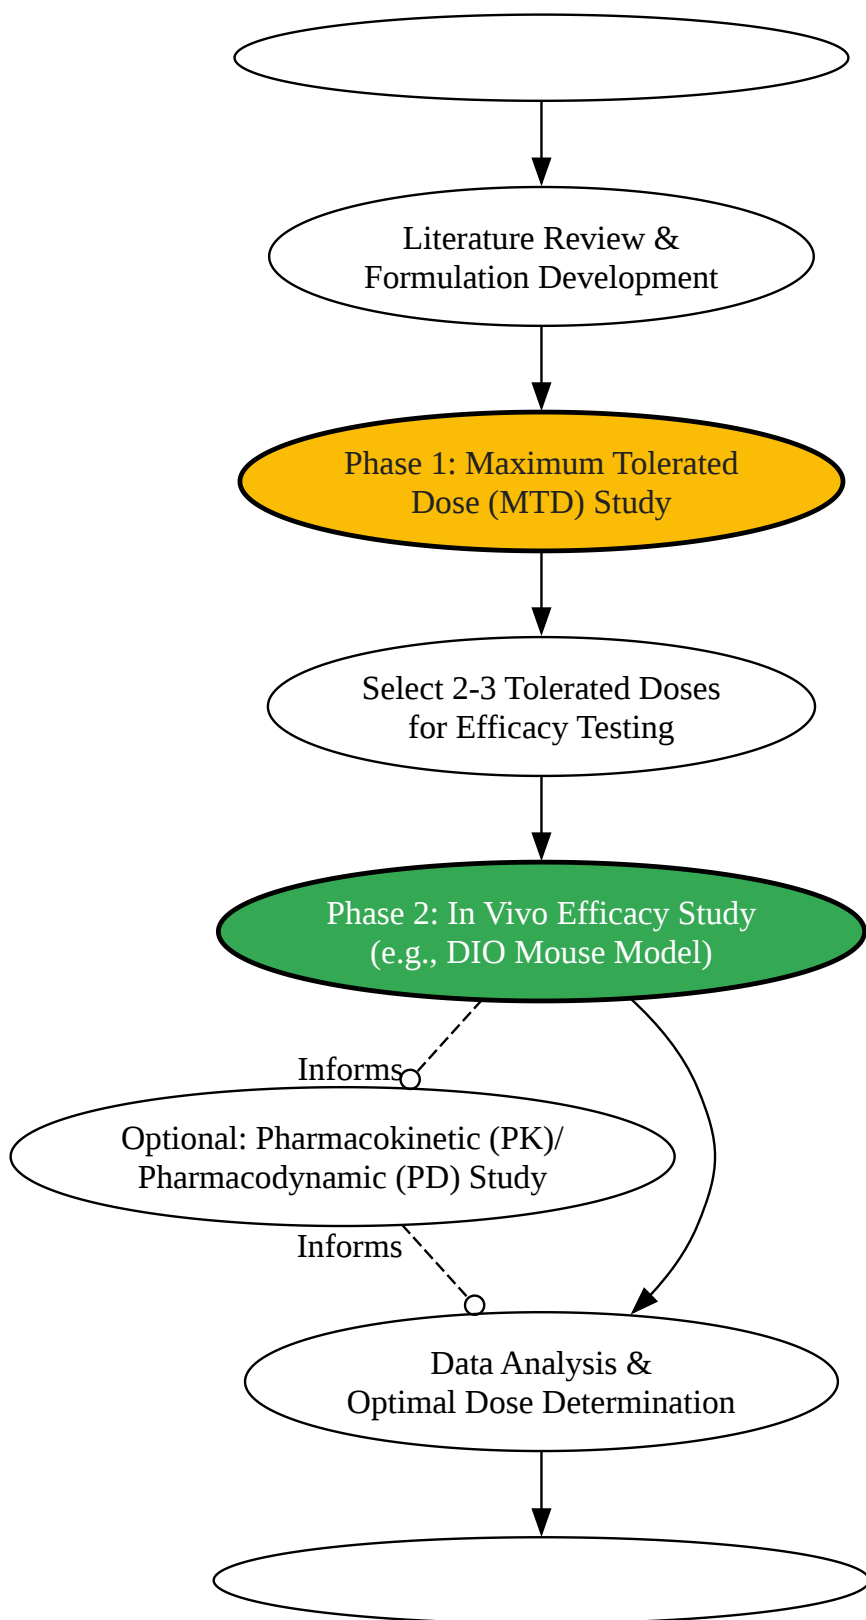 Literature Review &
Formulation Development
Phase 1: Maximum Tolerated
Dose (MTD) Study
Select 2-3 Tolerated Doses
for Efficacy Testing
Phase 2: In Vivo Efficacy Study
(e.g., DIO Mouse Model)
Informs
Optional: Pharmacokinetic (PK)/
Pharmacodynamic (PD) Study
Informs
Data Analysis &
Optimal Dose Determination